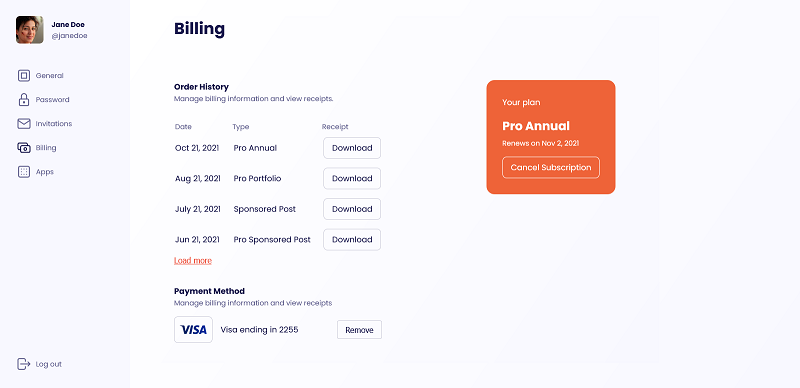 Jane Doe
@janedoe
General
Password
Invitations
Billing
Apps
Log out
Billing
Order History
Manage billing information and view receipts.
Date Type Receipt
Oct 21, 2021 Pro Annual Download
Aug 21, 2021 Pro Portfolio Download
July 21, 2021 Sponsored Post Download
Jun 21, 2021 Pro Sponsored Post Download
Load more
Payment Method
Manage billing information and view receipts
VISA Visa ending in 2255 Remove
Your plan
Pro Annual
Renews on Nov 2, 2021
Cancel Subscription